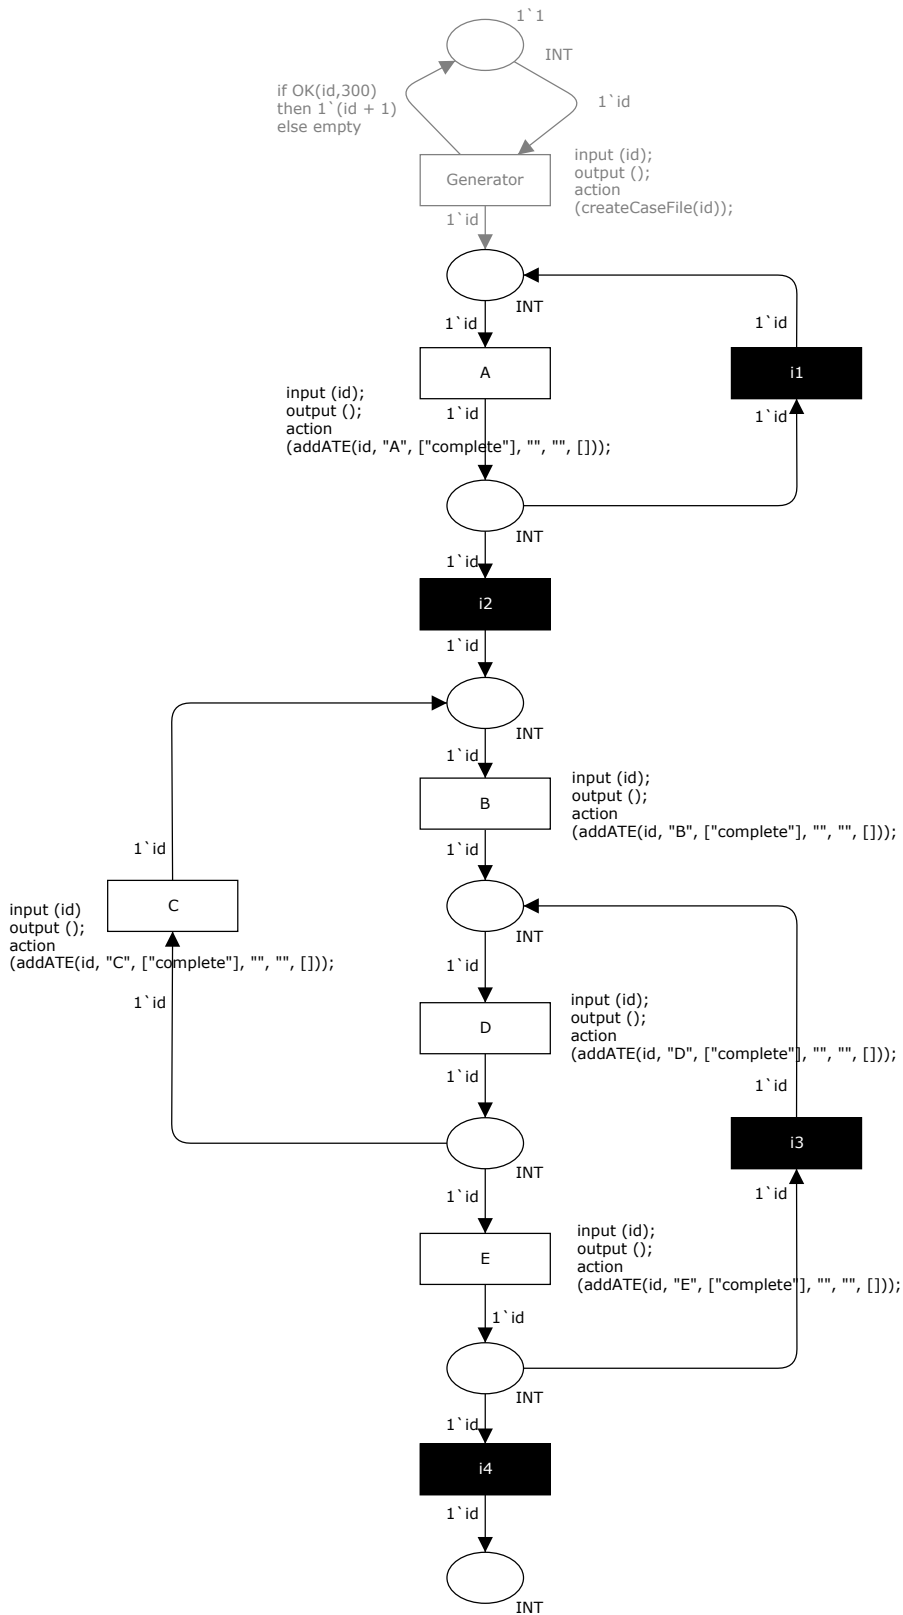 1`1
INT
if OK(id,300)
then 1`(id + 1)
else empty
1`id
Generator
input (id);
output ();
action
(createCaseFile(id));
1`id
INT
1`id
1`id
A
i1
input (id);
output ();
action
(addATE(id, "A", ["complete"], "", "", []));
1`id
1`id
INT
1`id
i2
1`id
INT
1`id
B
input (id);
output ();
action
(addATE(id, "B", ["complete"], "", "", []));
1`id
1`id
C
input (id)
output ();
action
(addATE(id, "C", ["complete"], "", "", []));
1`id
INT
1`id
D
input (id);
output ();
action
(addATE(id, "D", ["complete"], "", "", []));
1`id
1`id
i3
1`id
INT
1`id
E
input (id);
output ();
action
(addATE(id, "E", ["complete"], "", "", []));
1`id
INT
1`id
i4
1`id
INT